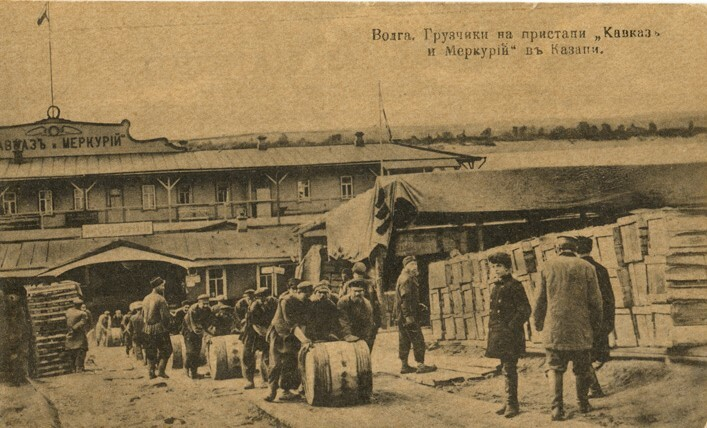 Волга. Грузчики на пристани „Кавказъ
и Меркурій“ въ Казани.
КАВКАЗЪ и МЕРКУРІЙ“